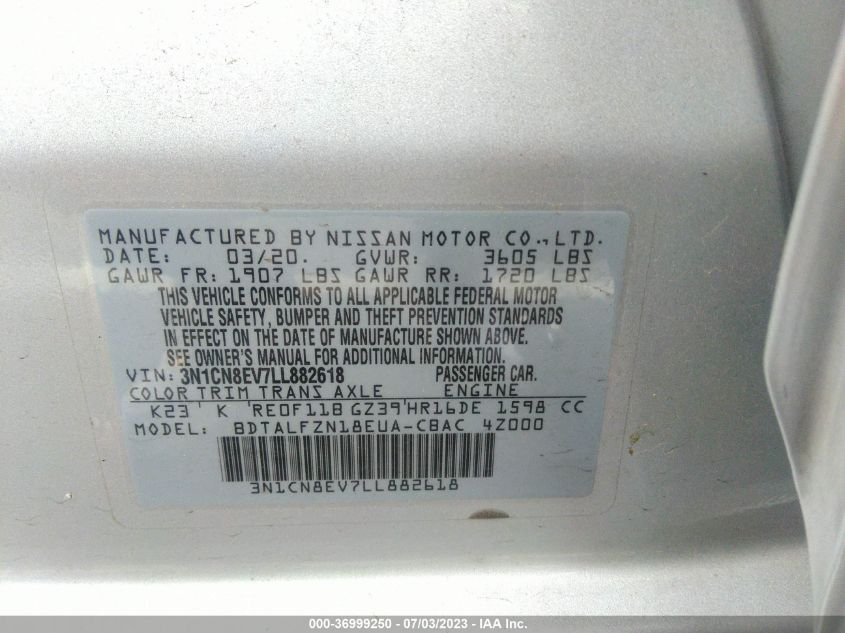 MANUFACTURED BY NISSAN MOTOR CO., LTD.
DATE: 03/20. GVWR: 3605 LBS
GAWR FR: 1907 LBS GAWR RR: 1720 LBS
THIS VEHICLE CONFORMS TO ALL APPLICABLE FEDERAL MOTOR
VEHICLE SAFETY, BUMPER AND THEFT PREVENTION STANDARDS
IN EFFECT ON THE DATE OF MANUFACTURE SHOWN ABOVE.
SEE OWNER'S MANUAL FOR ADDITIONAL INFORMATION.
VIN: 3N1CN8EV7LL882618 PASSENGER CAR.
COLOR TRIM TRANS AXLE ENGINE
K23 K RE0F11B GZ39 HR16DE 1598 CC
MODEL: BDTALFZN18EUA-CBAC 4Z000
3N1CN8EV7LL882618
000-36999250 - 07/03/2023 - IAA Inc.